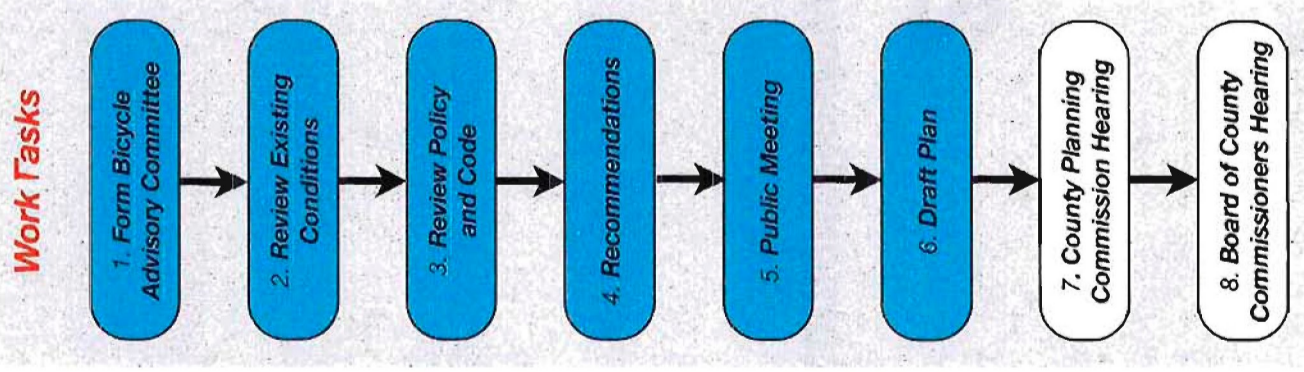 Work Tasks
1. Form Bicycle
Advisory Committee
2. Review Existing
Conditions
3. Review Policy
and Code
4. Recommendations
5. Public Meeting
6. Draft Plan
7. County Planning
Commission Hearing
8. Board of County
Commissioners Hearing